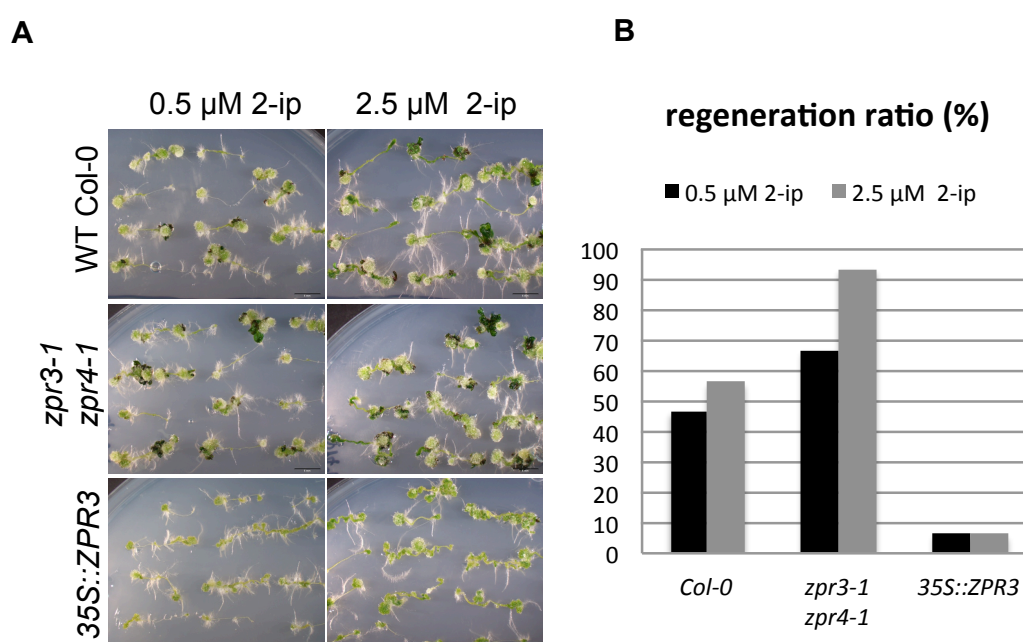 A
0.5 µM 2-ip
2.5 µM 2-ip
WT Col-0
zpr3-1
zpr4-1
35S::ZPR3
B
regeneration ratio (%)
0.5 µM 2-ip
2.5 µM 2-ip
100
90
80
70
60
50
40
30
20
10
0
Col-0
zpr3-1
zpr4-1
35S::ZPR3